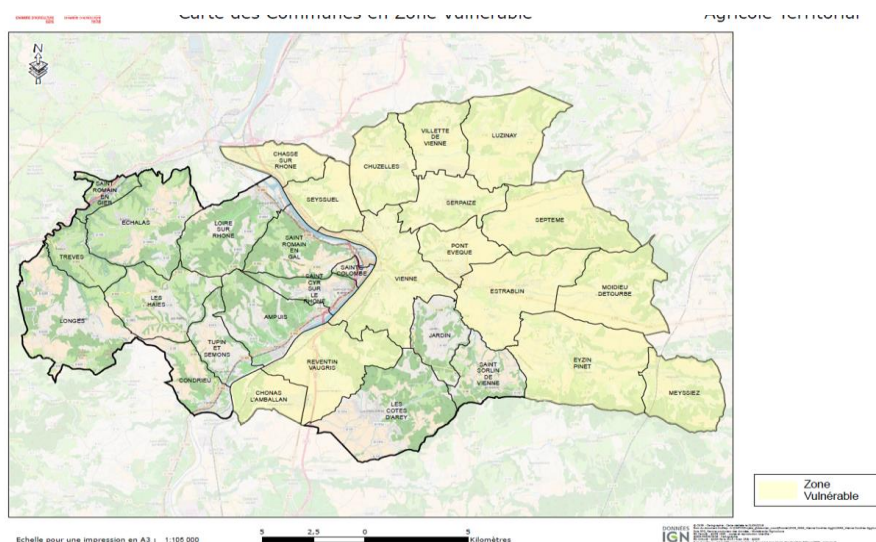 Carte des Communes en Zone Vulnérable
Agricole Territorial
N
VILLETTE
DE
VIENNE
LUZINAY
CHASSE
SUR
RHONE
CHUZELLES
SEYSSUEL
SERPAIZE
SEPTEME
SAINT
ROMAIN
EN
GIER
ECHALAS
LOIRE
SUR
RHONE
SAINT
ROMAIN
EN
GAL
PONT
EVEQUE
TREVES
SAINTE
COLOMBE
VIENNE
SAINT
CYR
SUR
LE
RHONE
ESTRABLIN
MOIDIEU
DETOURBE
LES
HAIES
AMPUIS
LONGES
TUPIN
ET
SEMONS
JARDIN
REVENTIN
VAUGRIS
SAINT
SORLIN
DE
VIENNE
EYZIN
PINET
CONDRIEU
CHONAS
L'AMBALLAN
LES
COTES
D'AREY
MEYSSIEZ
Zone
Vulnérable
Echelle pour une impression en A3 : 1:105 000
5 2,5 0 5
Kilomètres
DONNÉES
IGN